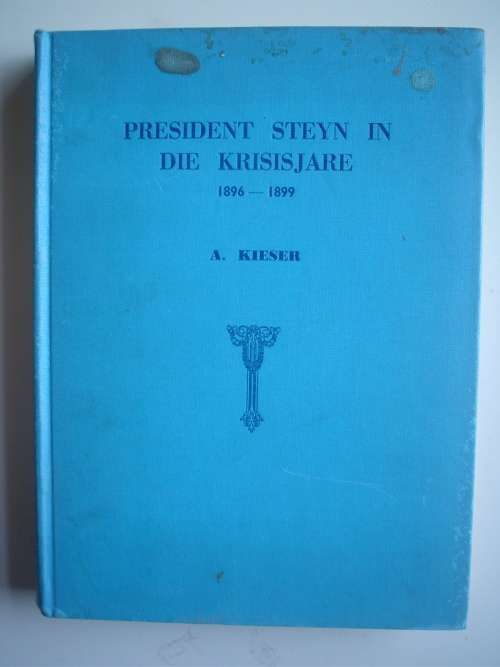 PRESIDENT STEYN IN
DIE KRISISJARE
1896 — 1899
A. KIESER